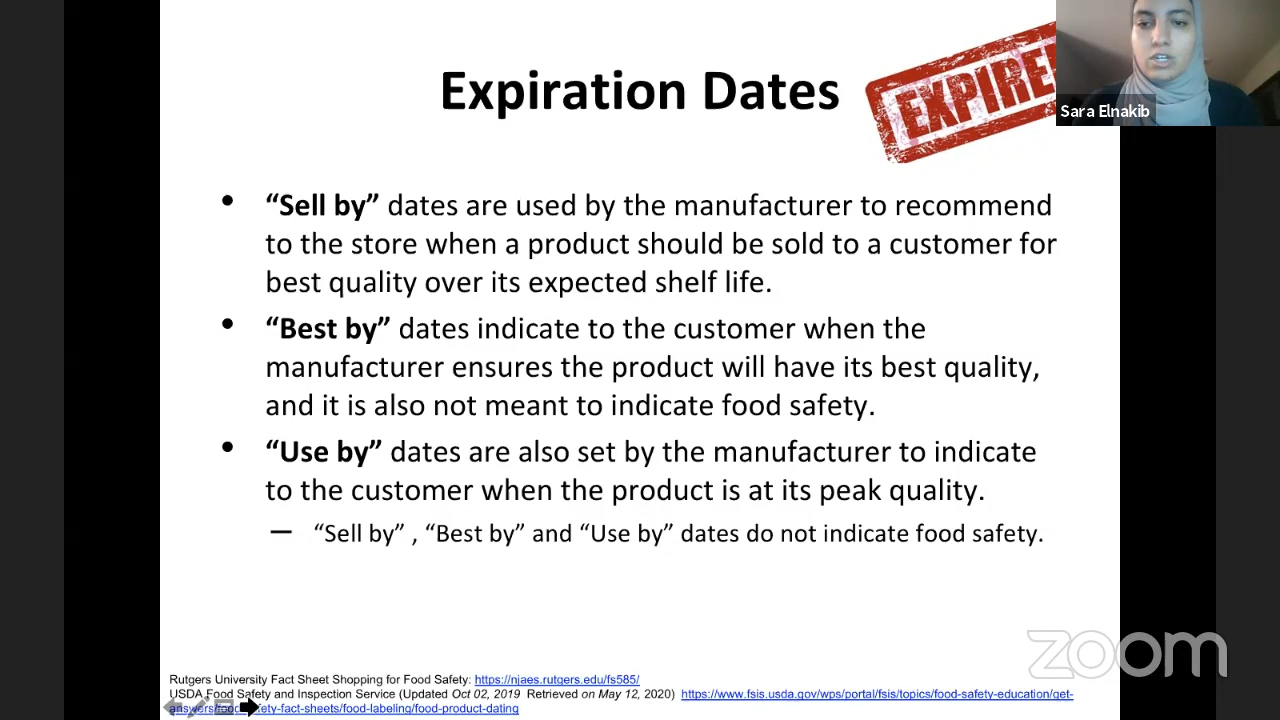 Expiration Dates
EXPIRE
Sara Elnakib
• “Sell by” dates are used by the manufacturer to recommend
to the store when a product should be sold to a customer for
best quality over its expected shelf life.
• “Best by” dates indicate to the customer when the
manufacturer ensures the product will have its best quality,
and it is also not meant to indicate food safety.
• “Use by” dates are also set by the manufacturer to indicate
to the customer when the product is at its peak quality.
– “Sell by” , “Best by” and “Use by” dates do not indicate food safety.
zoom
Rutgers University Fact Sheet Shopping for Food Safety: https://njaes.rutgers.edu/fs585/
USDA Food Safety and Inspection Service (Updated Oct 02, 2019 Retrieved on May 12, 2020) https://www.fsis.usda.gov/wps/portal/fsis/topics/food-safety-education/get-
answers/food-safety-fact-sheets/food-labeling/food-product-dating